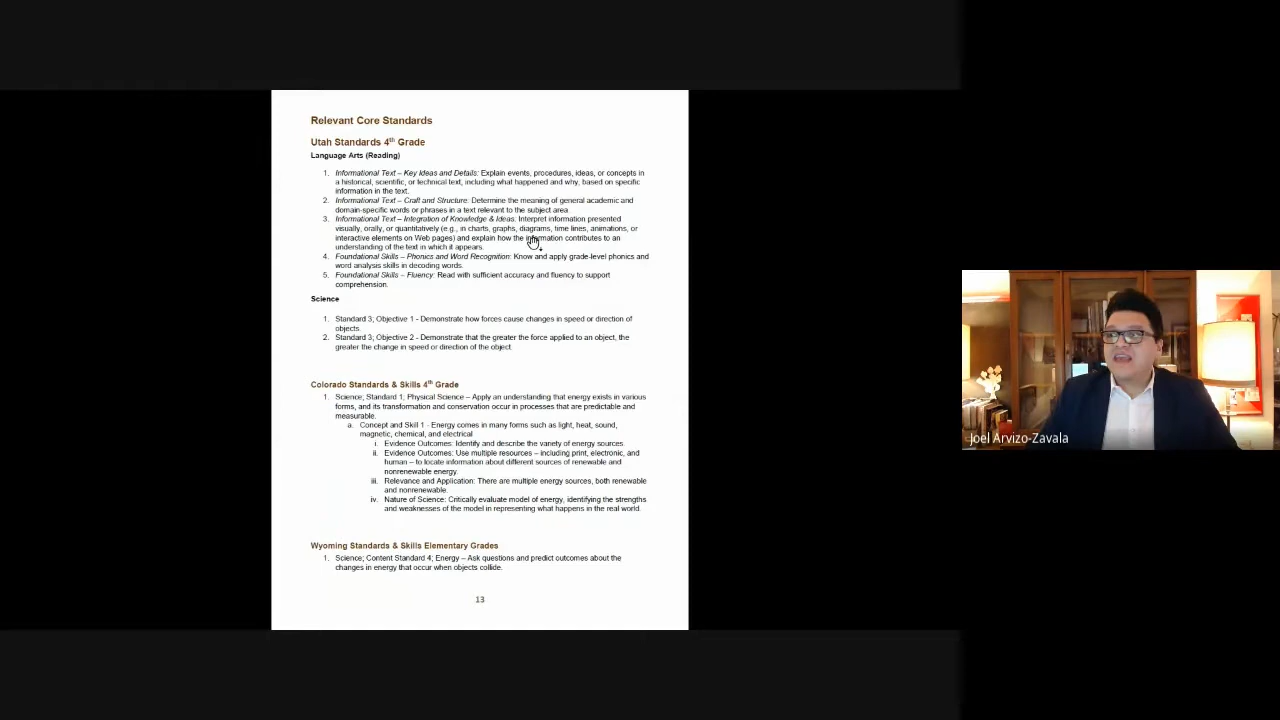 Relevant Core Standards
Utah Standards 4th Grade
Language Arts (Reading)
1. Informational Text – Key Ideas and Details: Explain events, procedures, ideas, or concepts in
a historical, scientific, or technical text, including what happened and why, based on specific
information in the text.
2. Informational Text – Craft and Structure: Determine the meaning of general academic and
domain-specific words or phrases in a text relevant to the subject area
3. Informational Text – Integration of Knowledge & Ideas: Interpret information presented
visually, orally, or quantitatively (e.g., in charts, graphs, diagrams, time lines, animations, or
interactive elements on Web pages) and explain how the information contributes to an
understanding of the text in which it appears.
4. Foundational Skills – Phonics and Word Recognition: Know and apply grade-level phonics and
word analysis skills in decoding words.
5. Foundational Skills – Fluency: Read with sufficient accuracy and fluency to support
comprehension.
Science
1. Standard 3; Objective 1 - Demonstrate how forces cause changes in speed or direction of
objects.
2. Standard 3; Objective 2 - Demonstrate that the greater the force applied to an object, the
greater the change in speed or direction of the object.
Colorado Standards & Skills 4th Grade
1. Science; Standard 1; Physical Science – Apply an understanding that energy exists in various
forms, and its transformation and conservation occur in processes that are predictable and
measurable.
a. Concept and Skill 1 - Energy comes in many forms such as light, heat, sound,
magnetic, chemical, and electrical
i. Evidence Outcomes: Identify and describe the variety of energy sources.
ii. Evidence Outcomes: Use multiple resources – including print, electronic, and
human – to locate information about different sources of renewable and
nonrenewable energy.
iii. Relevance and Application: There are multiple energy sources, both renewable
and nonrenewable.
iv. Nature of Science: Critically evaluate model of energy, identifying the strengths
and weaknesses of the model in representing what happens in the real world.
Wyoming Standards & Skills Elementary Grades
1. Science; Content Standard 4; Energy – Ask questions and predict outcomes about the
changes in energy that occur when objects collide.
13
Joel Arvizo-Zavala